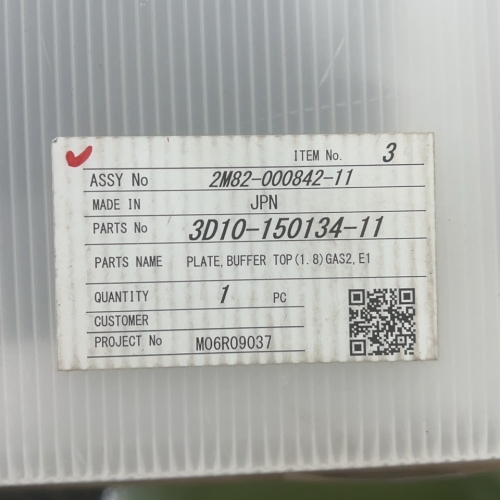 ITEM No. 3
ASSY No 2M82-000842-11
MADE IN JPN
PARTS No 3D10-150134-11
PARTS NAME PLATE,BUFFER TOP(1.8)GAS2,E1
QUANTITY 1 PC
CUSTOMER
PROJECT No M06R09037